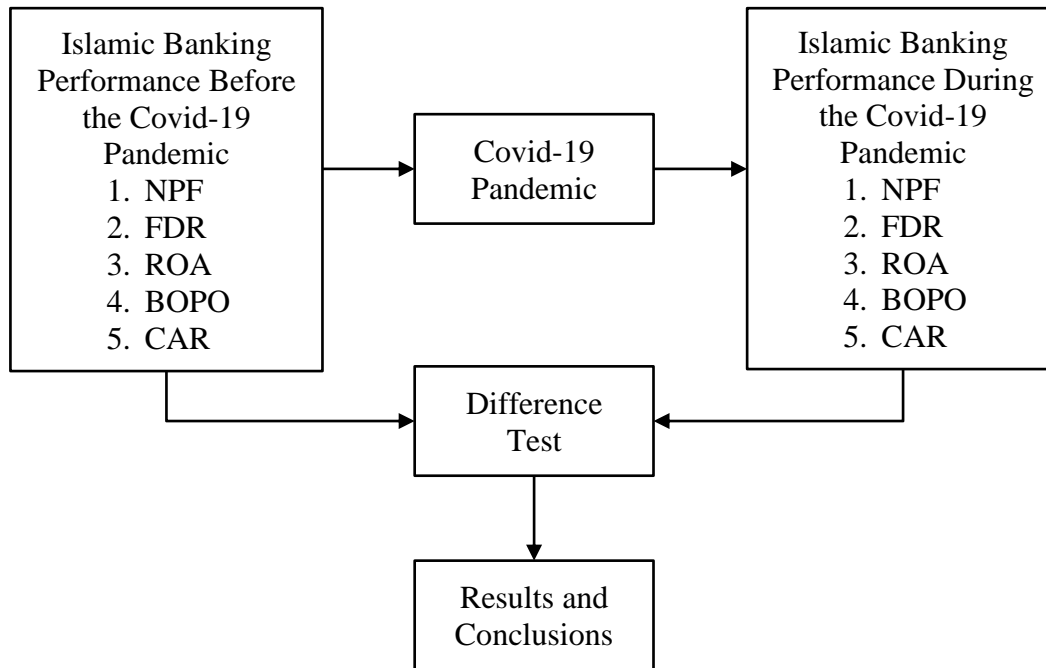 Islamic Banking
Performance Before
the Covid-19
Pandemic
1. NPF
2. FDR
3. ROA
4. BOPO
5. CAR
Covid-19
Pandemic
Islamic Banking
Performance During
the Covid-19
Pandemic
1. NPF
2. FDR
3. ROA
4. BOPO
5. CAR
Difference
Test
Results and
Conclusions